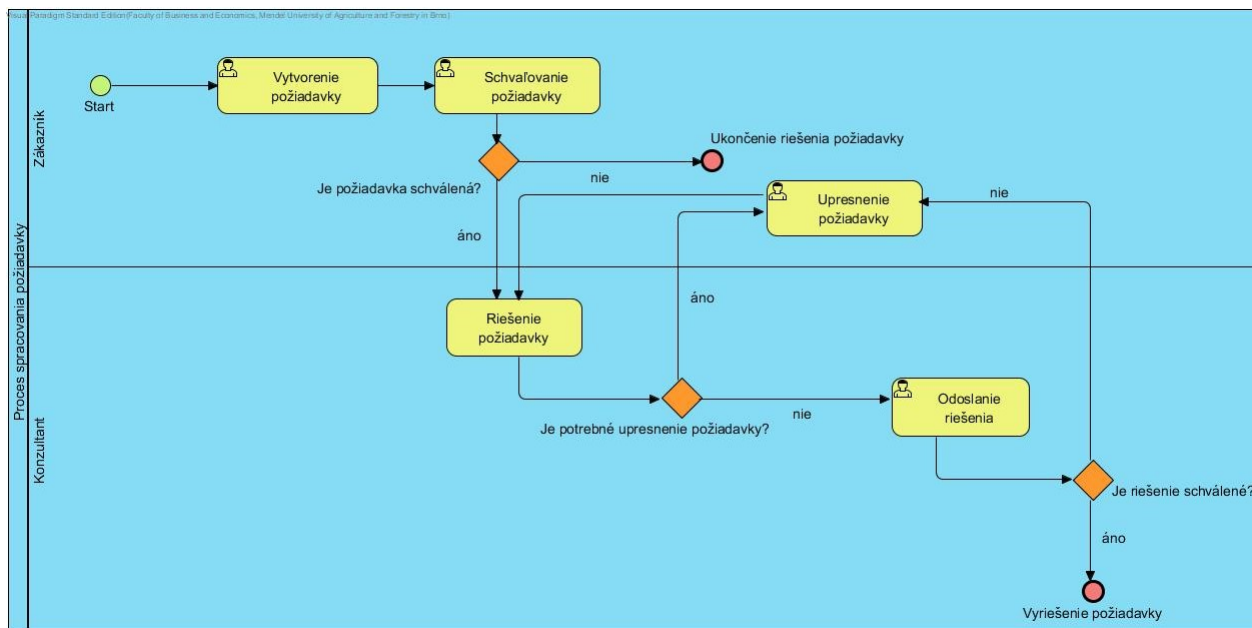 Visual Paradigm Standard Edition(Faculty of Business and Economics, Mendel University of Agriculture and Forestry in Brno)
Proces spracovania požiadavky
Zákazník
Start
Vytvorenie
požiadavky
Schvaľovanie
požiadavky
Ukončenie riešenia požiadavky
nie
Je požiadavka schválená?
Upresnenie
požiadavky
nie
áno
Konzultant
Riešenie
požiadavky
áno
Je potrebné upresnenie požiadavky?
nie
Odoslanie
riešenia
Je riešenie schválené?
áno
Vyriešenie požiadavky